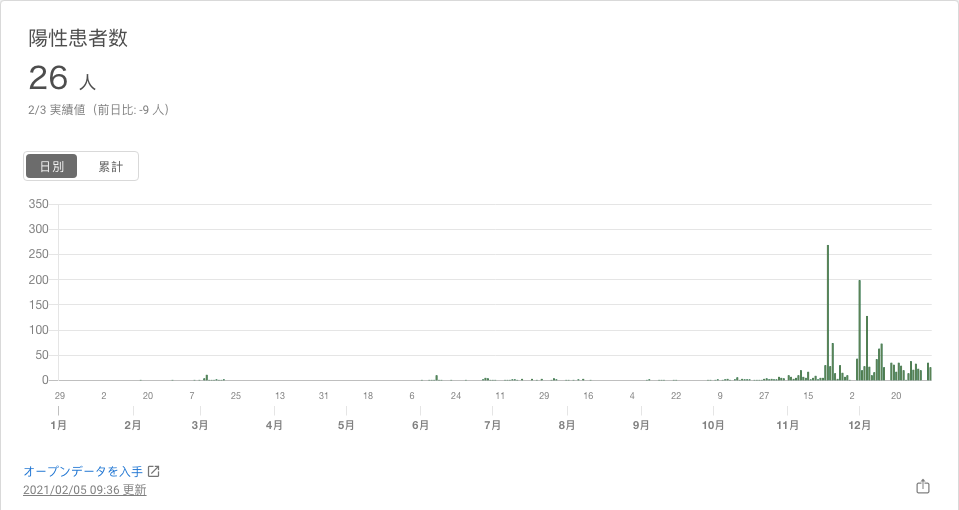 陽性患者数
26 人
2/3 実績値（前日比: -9 人）
日別 累計
350
300
250
200
150
100
50
0
29 2 20 7 25 13 31 18 6 24 11 29 16 4 22 9 27 15 2 20
1月 2月 3月 4月 5月 6月 7月 8月 9月 10月 11月 12月
オープンデータを入手
2021/02/05 09:36 更新